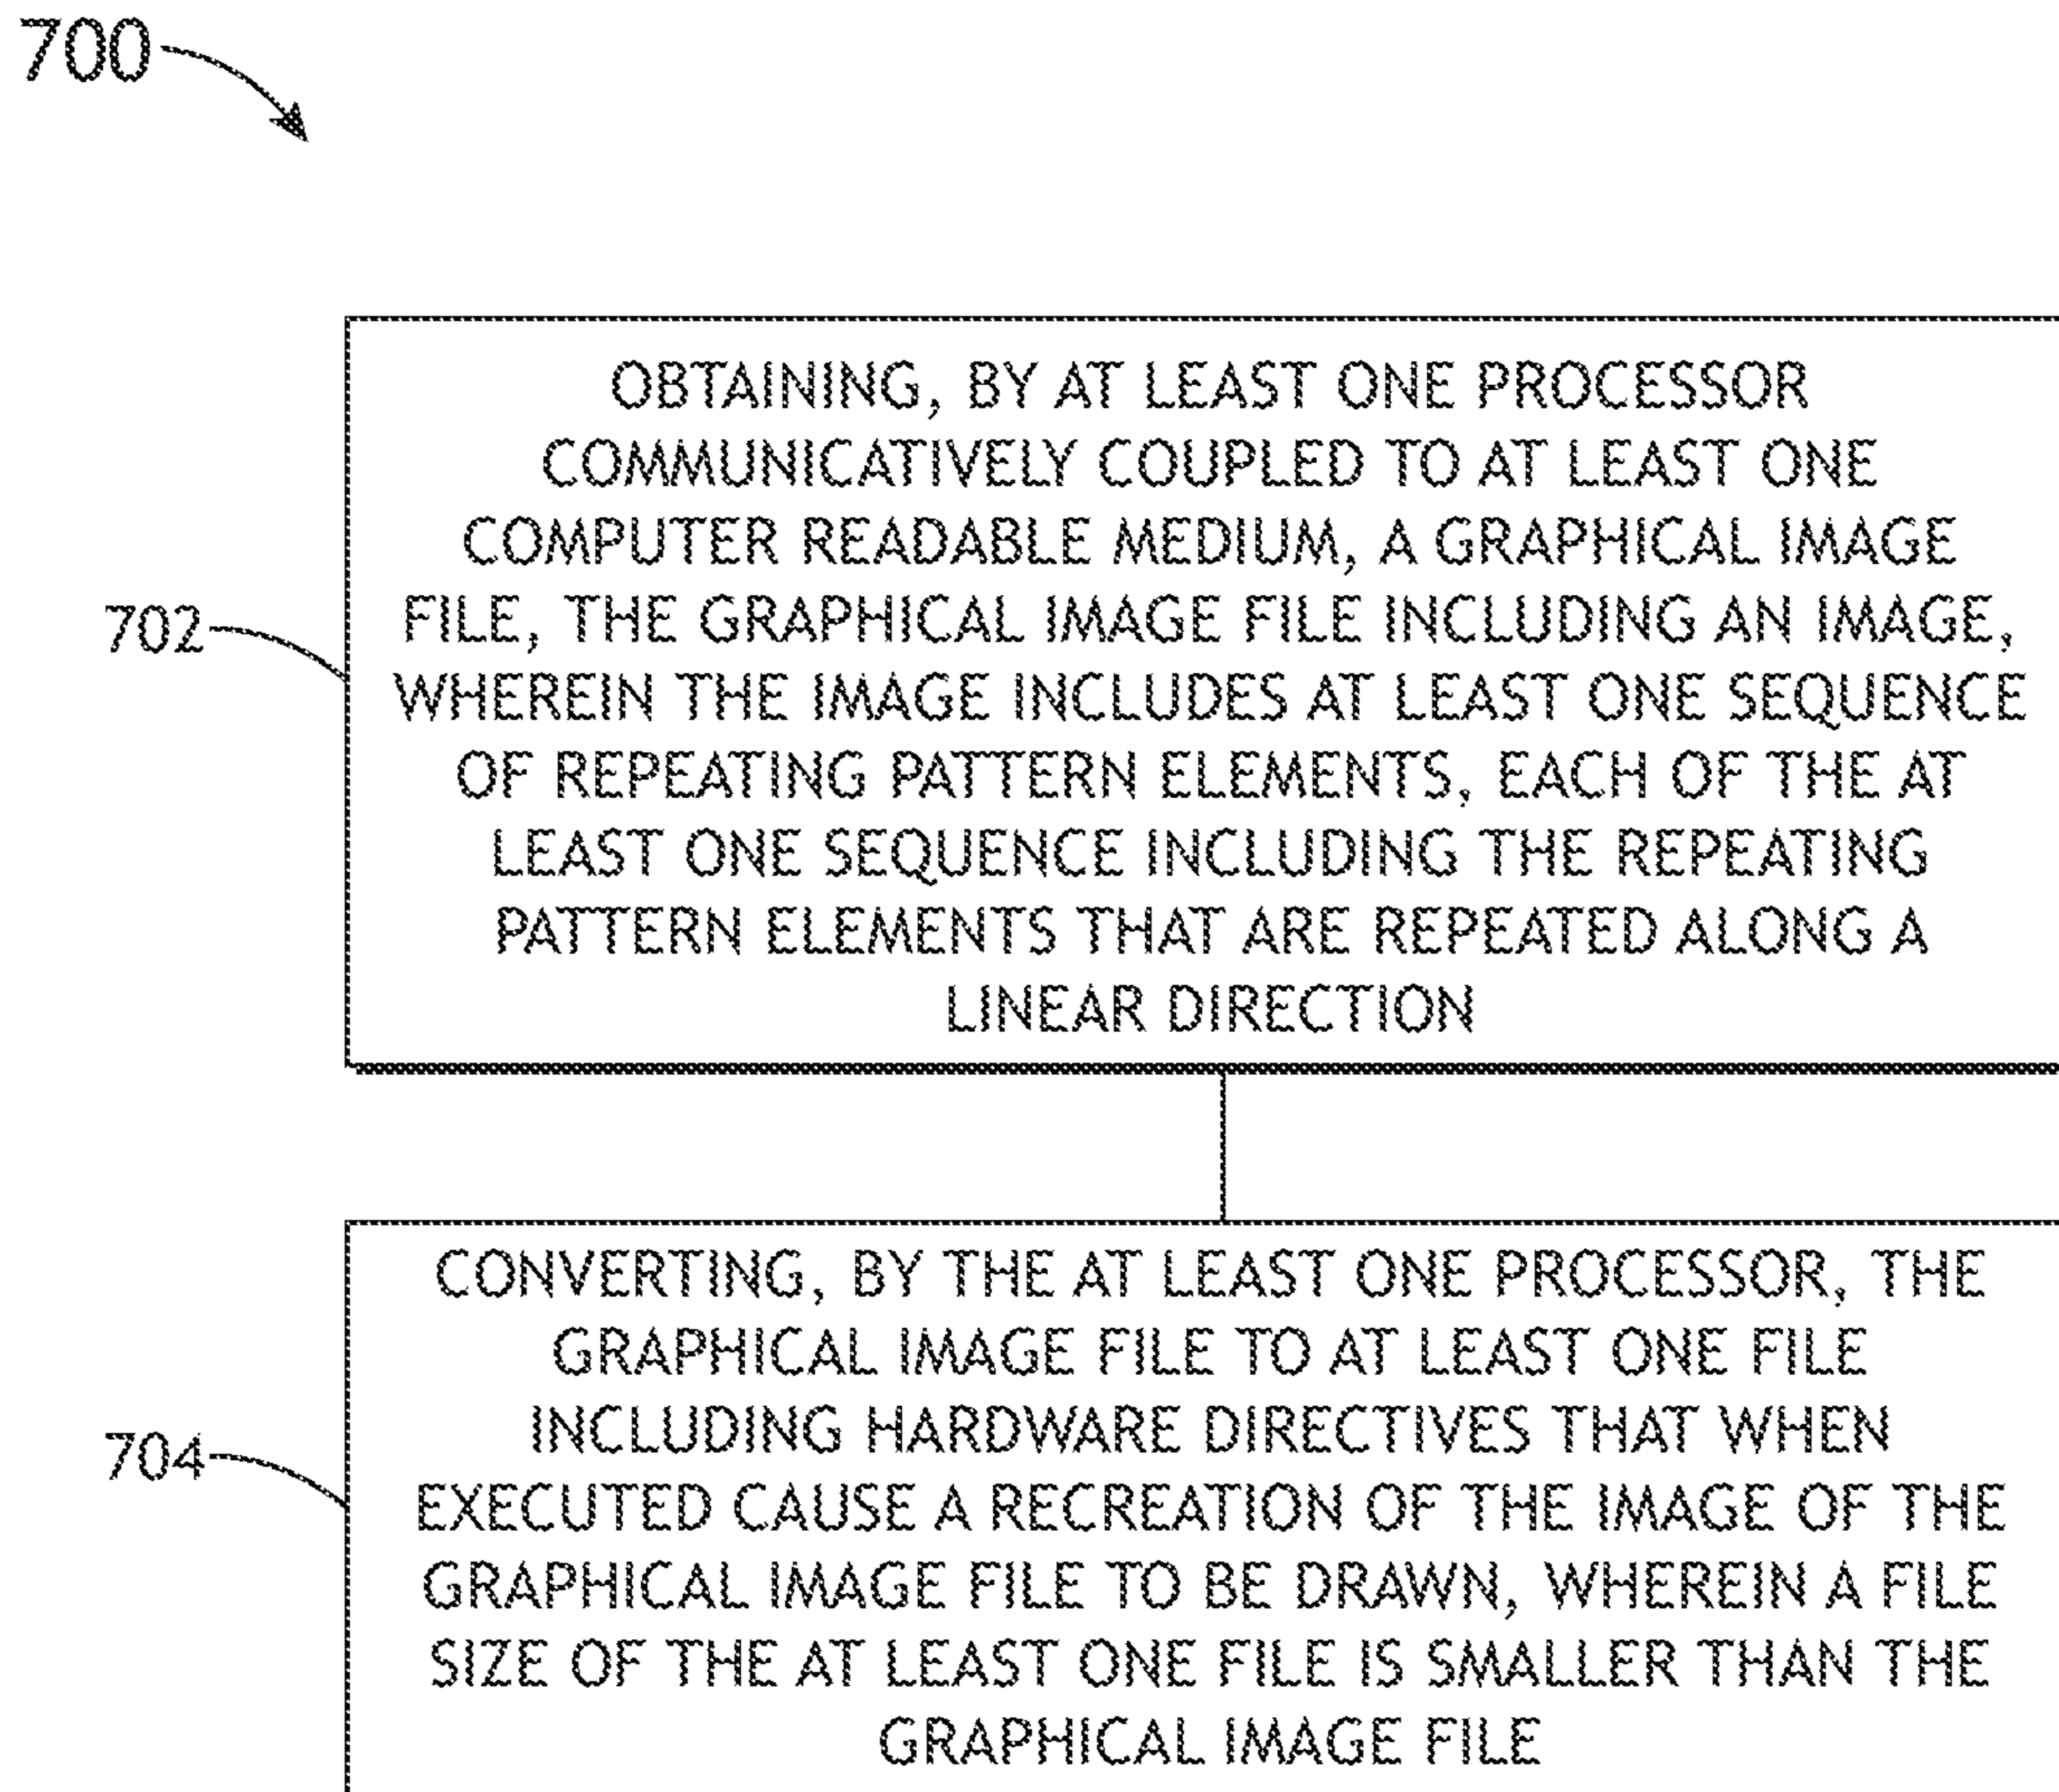 700
OBTAINING, BY AT LEAST ONE PROCESSOR
COMMUNICATIVELY COUPLED TO AT LEAST ONE
COMPUTER READABLE MEDIUM, A GRAPHICAL IMAGE
FILE, THE GRAPHICAL IMAGE FILE INCLUDING AN IMAGE,
702
WHEREIN THE IMAGE INCLUDES AT LEAST ONE SEQUENCE
OF REPEATING PATTERN ELEMENTS, EACH OF THE AT
LEAST ONE SEQUENCE INCLUDING THE REPEATING
PATTERN ELEMENTS THAT ARE REPEATED ALONG A
LINEAR DIRECTION
CONVERTING, BY THE AT LEAST ONE PROCESSOR, THE
GRAPHICAL IMAGE FILE TO AT LEAST ONE FILE
INCLUDING HARDWARE DIRECTIVES THAT WHEN
704
EXECUTED CAUSE A RECREATION OF THE IMAGE OF THE
GRAPHICAL IMAGE FILE TO BE DRAWN, WHEREIN A FILE
SIZE OF THE AT LEAST ONE FILE IS SMALLER THAN THE
GRAPHICAL IMAGE FILE